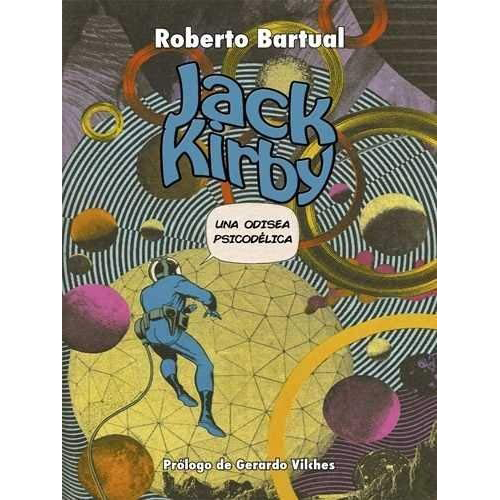 Roberto Bartual
Jack
Kirby
UNA ODISEA
PSICODÉLICA
Prólogo de Gerardo Vilches